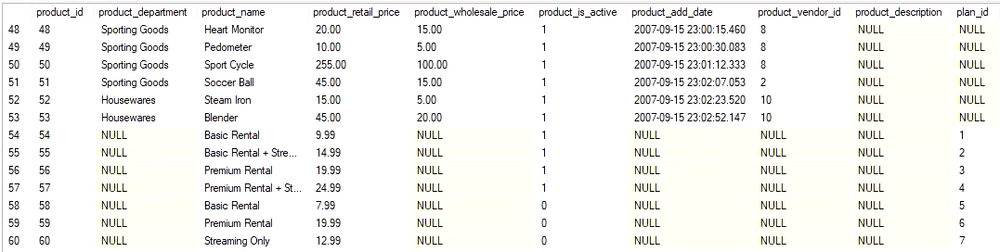 product_id product_department product_name product_retail_price product_wholesale_price product_is_active product_add_date product_vendor_id product_description plan_id
48 48 Sporting Goods Heart Monitor 20.00 15.00 1 2007-09-15 23:00:15.460 8 NULL NULL
49 49 Sporting Goods Pedometer 10.00 5.00 1 2007-09-15 23:00:30.083 8 NULL NULL
50 50 Sporting Goods Sport Cycle 255.00 100.00 1 2007-09-15 23:01:12.333 8 NULL NULL
51 51 Sporting Goods Soccer Ball 45.00 15.00 1 2007-09-15 23:02:07.053 2 NULL NULL
52 52 Housewares Steam Iron 15.00 5.00 1 2007-09-15 23:02:23.520 10 NULL NULL
53 53 Housewares Blender 45.00 20.00 1 2007-09-15 23:02:52.147 10 NULL NULL
54 54 NULL Basic Rental 9.99 NULL 1 NULL NULL NULL 1
55 55 NULL Basic Rental + Stre... 14.99 NULL 1 NULL NULL NULL 2
56 56 NULL Premium Rental 19.99 NULL 1 NULL NULL NULL 3
57 57 NULL Premium Rental + St... 24.99 NULL 1 NULL NULL NULL 4
58 58 NULL Basic Rental 7.99 NULL 0 NULL NULL NULL 5
59 59 NULL Premium Rental 19.99 NULL 0 NULL NULL NULL 6
60 60 NULL Streaming Only 12.99 NULL 0 NULL NULL NULL 7